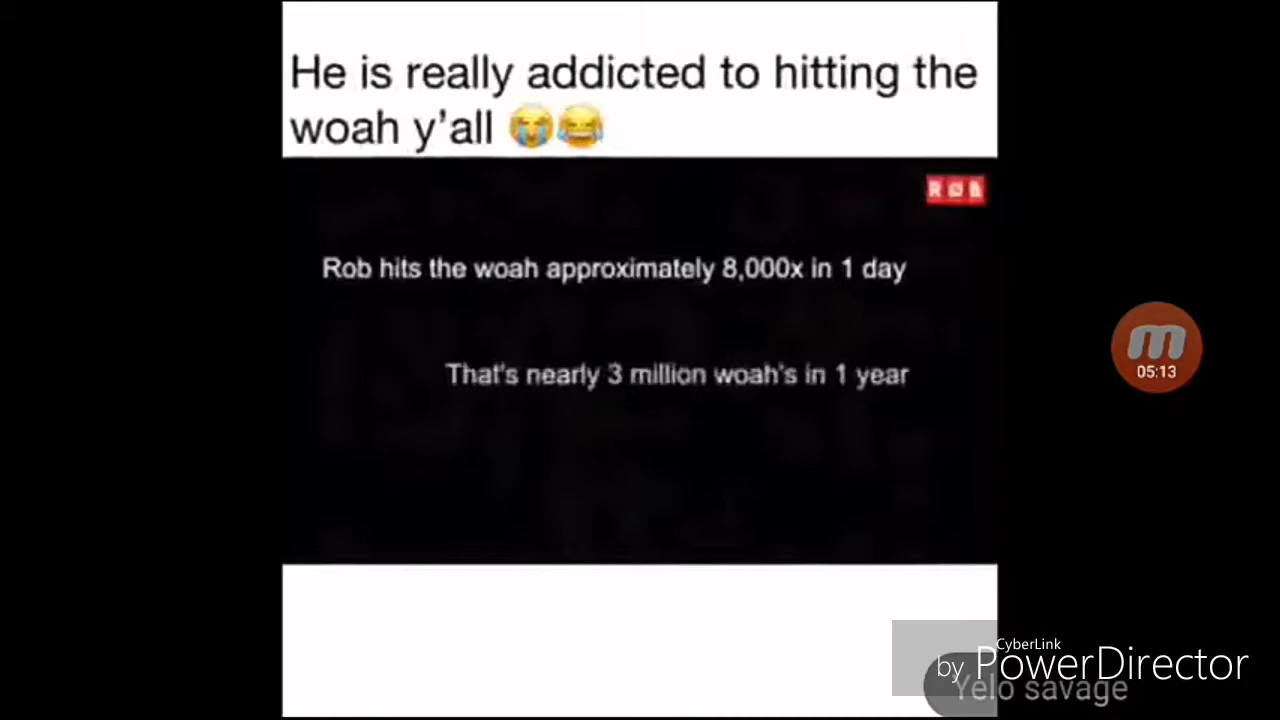 He is really addicted to hitting the
woah y'all 😭😂
ROB
Rob hits the woah approximately 8,000x in 1 day
That's nearly 3 million woah's in 1 year
05:13
CyberLink
by PowerDirector
Yelo savage